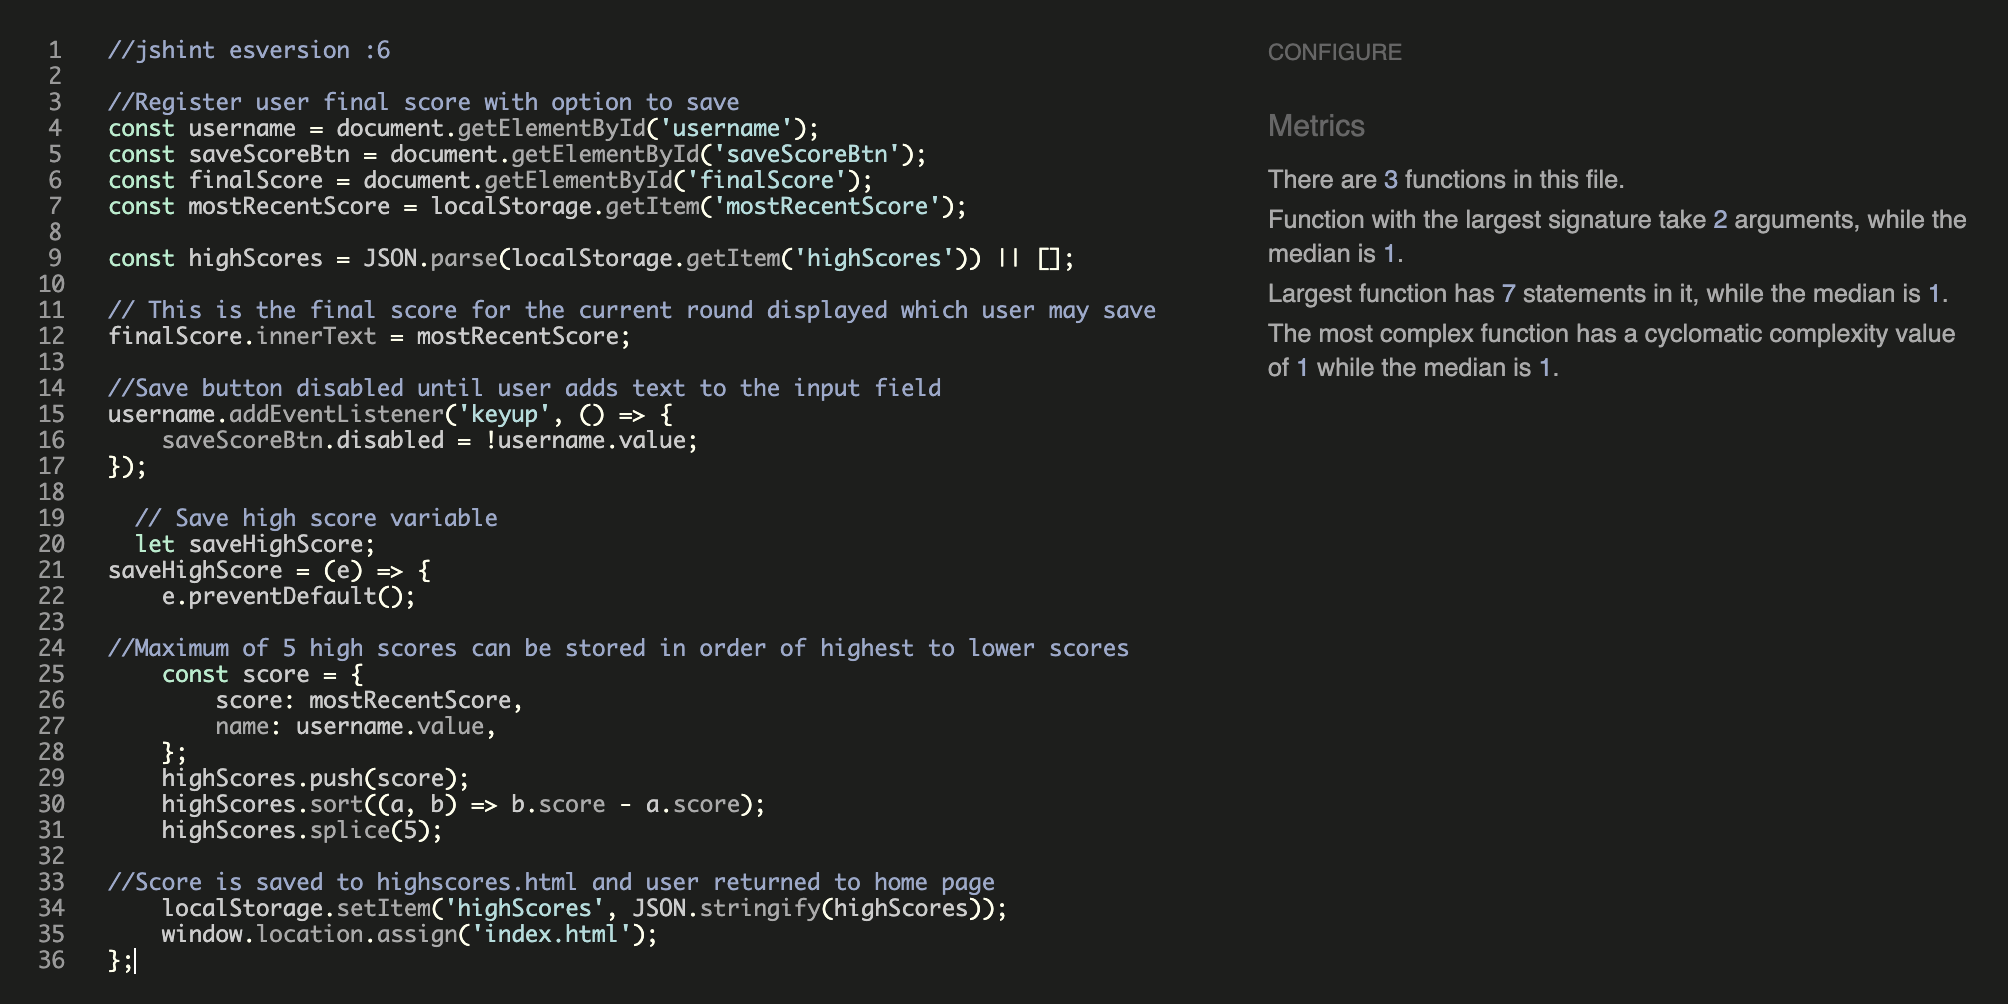 1 //jshint esversion :6
2
3 //Register user final score with option to save
4 const username = document.getElementById('username');
5 const saveScoreBtn = document.getElementById('saveScoreBtn');
6 const finalScore = document.getElementById('finalScore');
7 const mostRecentScore = localStorage.getItem('mostRecentScore');
8
9 const highScores = JSON.parse(localStorage.getItem('highScores')) || [];
10
11 // This is the final score for the current round displayed which user may save
12 finalScore.innerText = mostRecentScore;
13
14 //Save button disabled until user adds text to the input field
15 username.addEventListener('keyup', () => {
16     saveScoreBtn.disabled = !username.value;
17 });
18
19   // Save high score variable
20   let saveHighScore;
21 saveHighScore = (e) => {
22     e.preventDefault();
23
24 //Maximum of 5 high scores can be stored in order of highest to lower scores
25     const score = {
26         score: mostRecentScore,
27         name: username.value,
28     };
29     highScores.push(score);
30     highScores.sort((a, b) => b.score - a.score);
31     highScores.splice(5);
32
33 //Score is saved to highscores.html and user returned to home page
34     localStorage.setItem('highScores', JSON.stringify(highScores));
35     window.location.assign('index.html');
36 };
CONFIGURE
Metrics
There are 3 functions in this file.
Function with the largest signature take 2 arguments, while the
median is 1.
Largest function has 7 statements in it, while the median is 1.
The most complex function has a cyclomatic complexity value
of 1 while the median is 1.